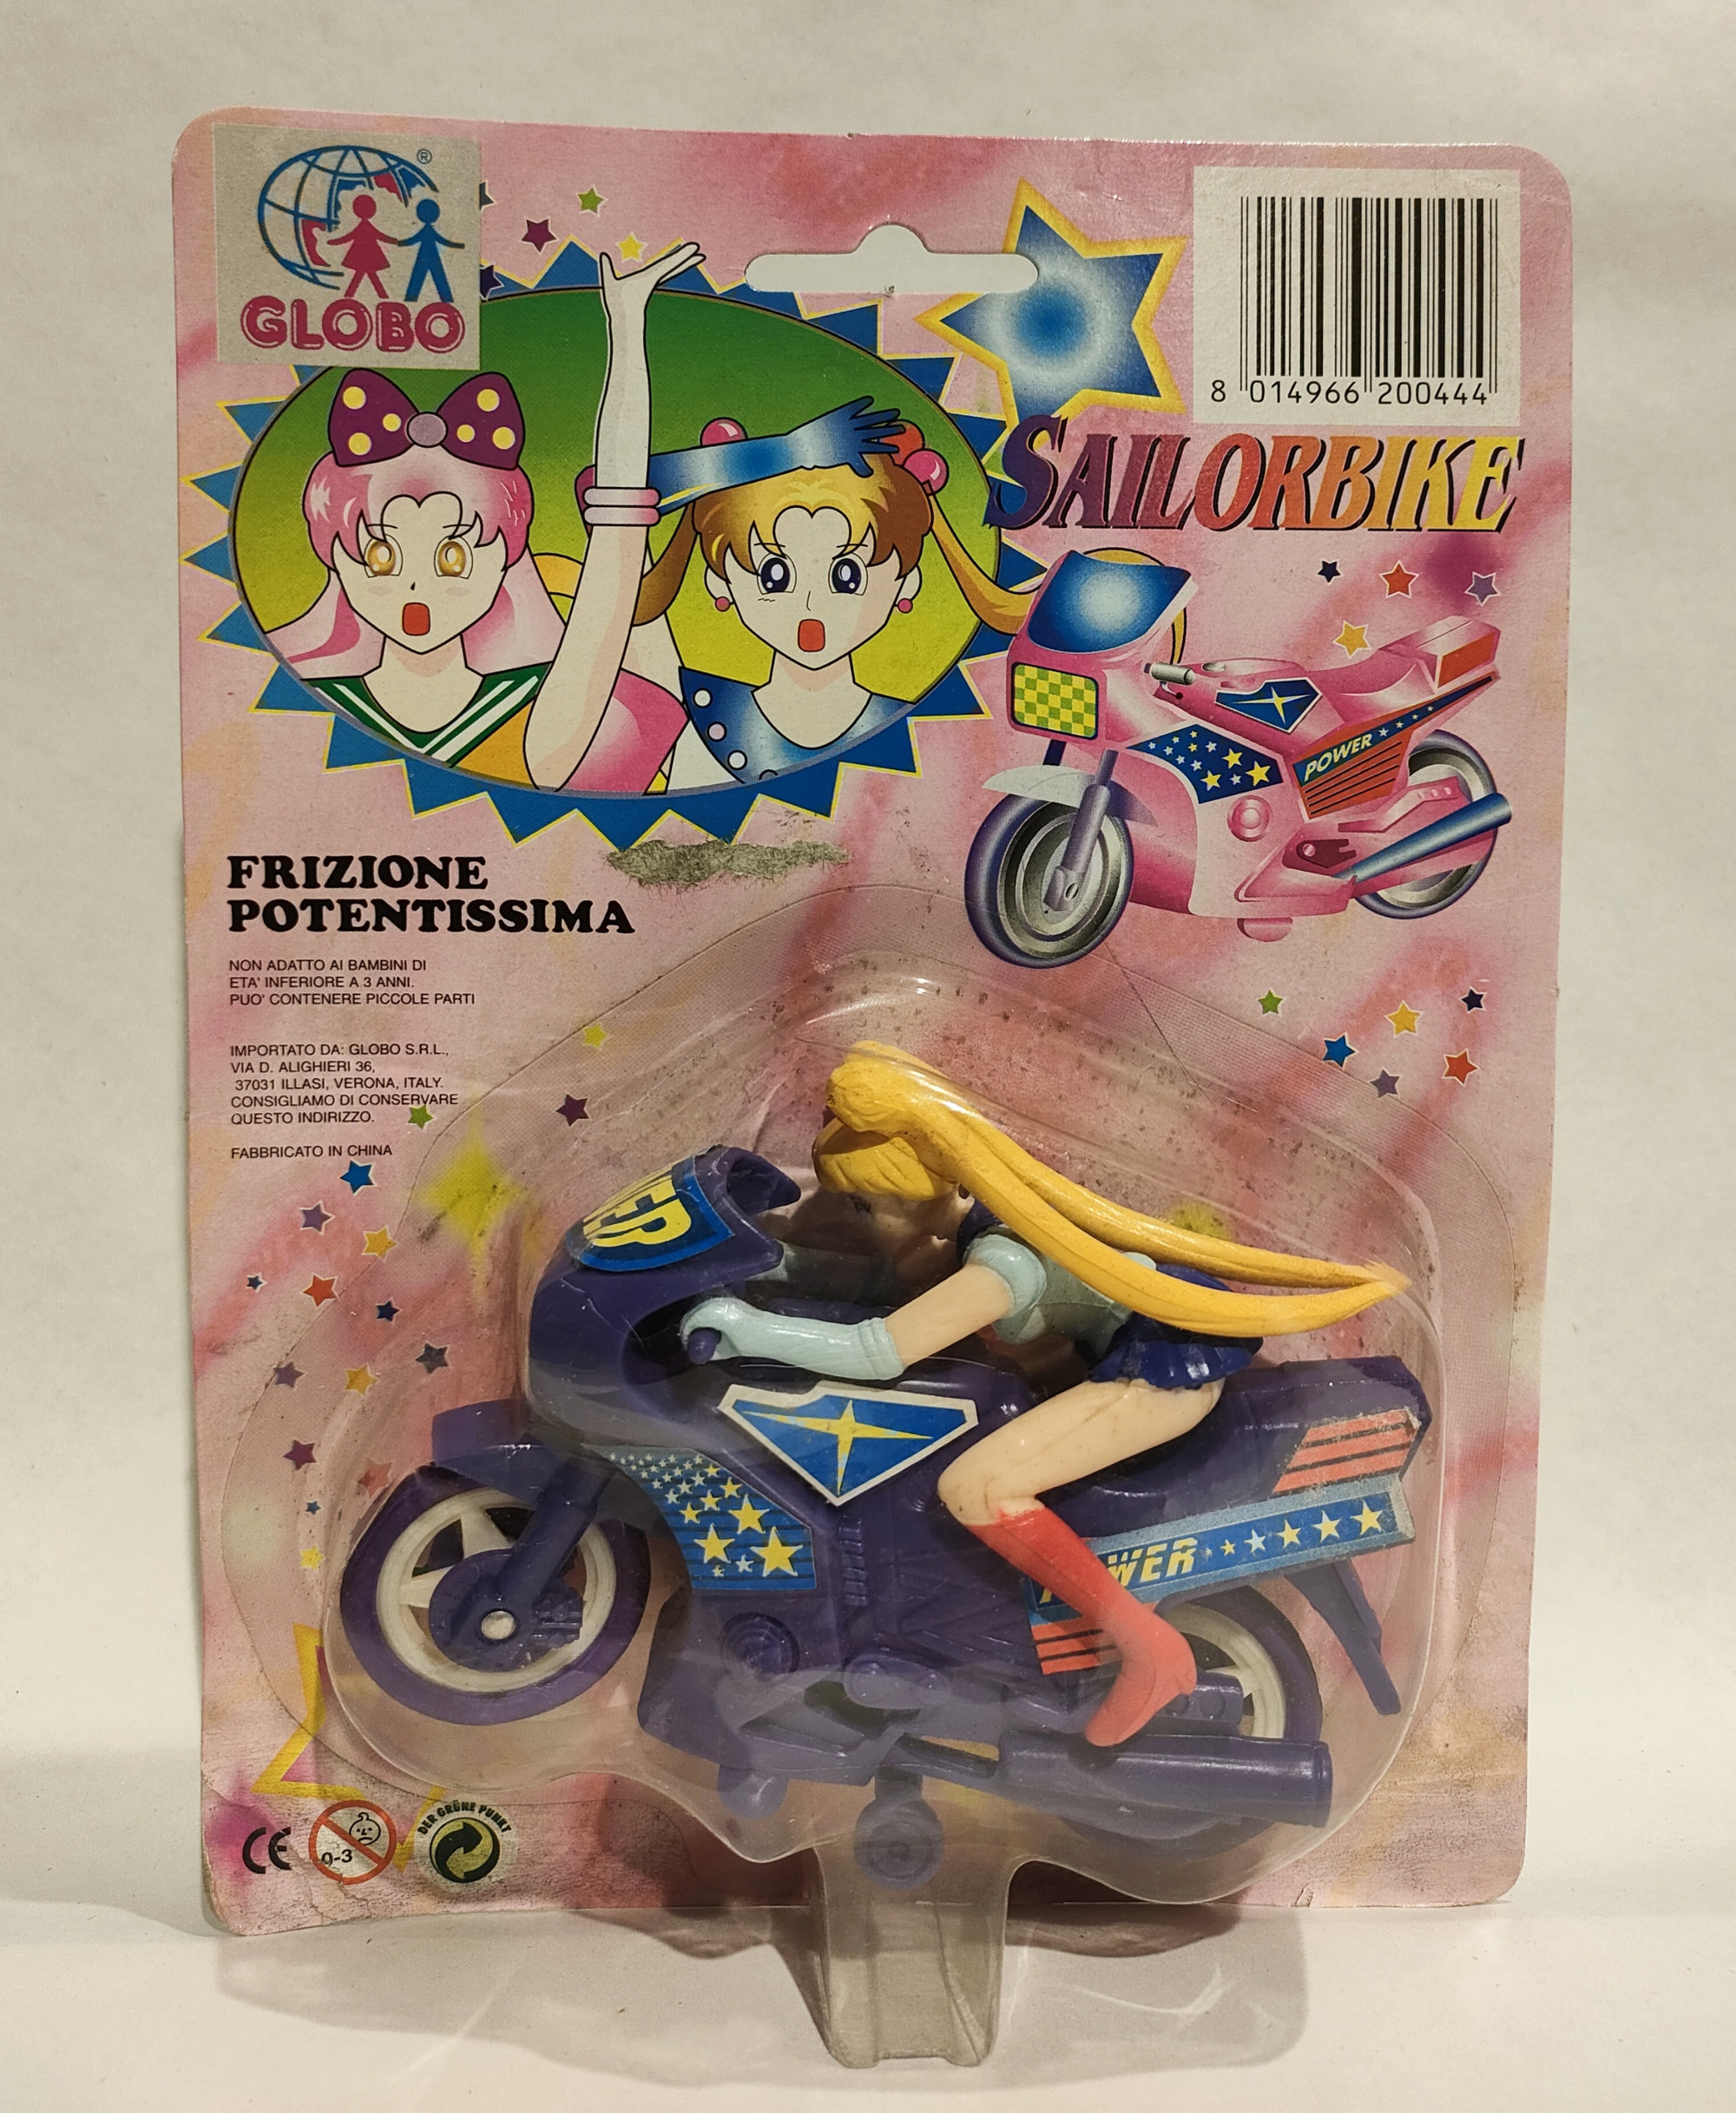 GLOBO
®
8 014966 200444
SAILORBIKE
POWER
FRIZIONE
POTENTISSIMA
NON ADATTO AI BAMBINI DI
ETA' INFERIORE A 3 ANNI.
PUO' CONTENERE PICCOLE PARTI
IMPORTATO DA: GLOBO S.R.L.,
VIA D. ALIGHIERI 36,
37031 ILLASI, VERONA, ITALY.
CONSIGLIAMO DI CONSERVARE
QUESTO INDIRIZZO.
FABBRICATO IN CHINA
CE
0-3
DER GRÜNE PUNKT